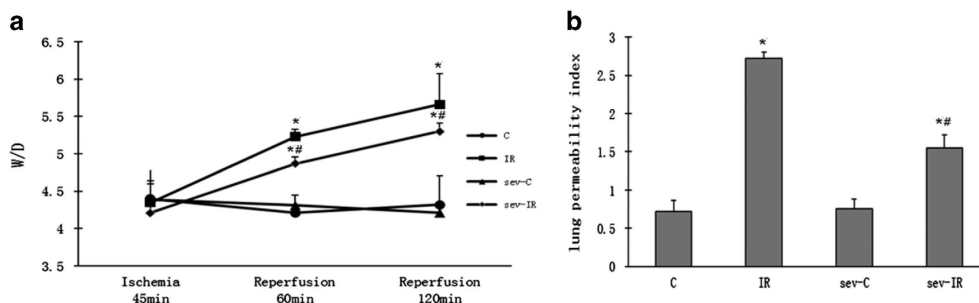 a
W/D
6.5
6
5.5
5
4.5
4
3.5
*
*
*#
*#
C
IR
sev-C
sev-IR
Ischemia
45min
Reperfusion
60min
Reperfusion
120min
b
lung permeability index
3
2.5
2
1.5
1
0.5
0
*
*#
C
IR
sev-C
sev-IR